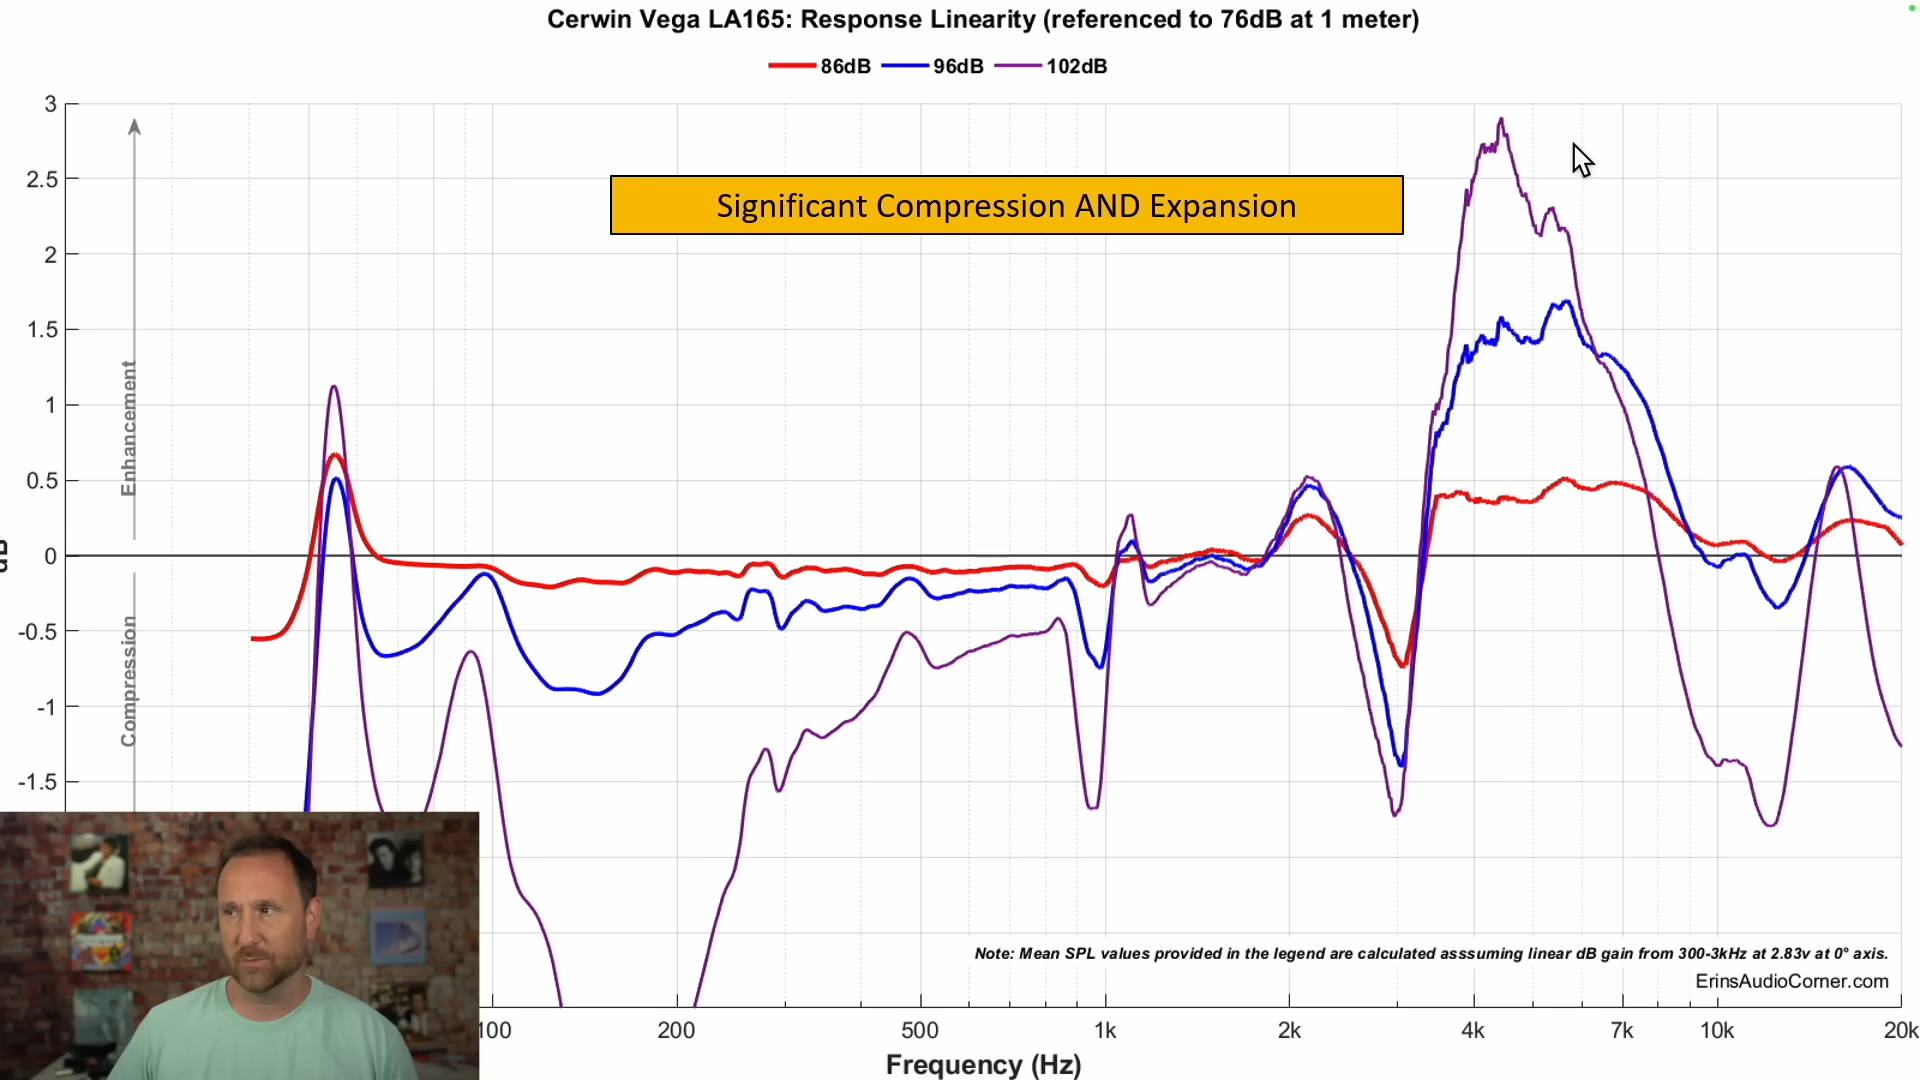 Cerwin Vega LA165: Response Linearity (referenced to 76dB at 1 meter)
86dB 96dB 102dB
3
2.5
2
1.5
1
0.5
0
-0.5
-1
-1.5
dB
Enhancement
Compression
Significant Compression AND Expansion
Note: Mean SPL values provided in the legend are calculated asssuming linear dB gain from 300-3kHz at 2.83v at 0° axis.
ErinsAudioCorner.com
100 200 500 1k 2k 4k 7k 10k 20k
Frequency (Hz)